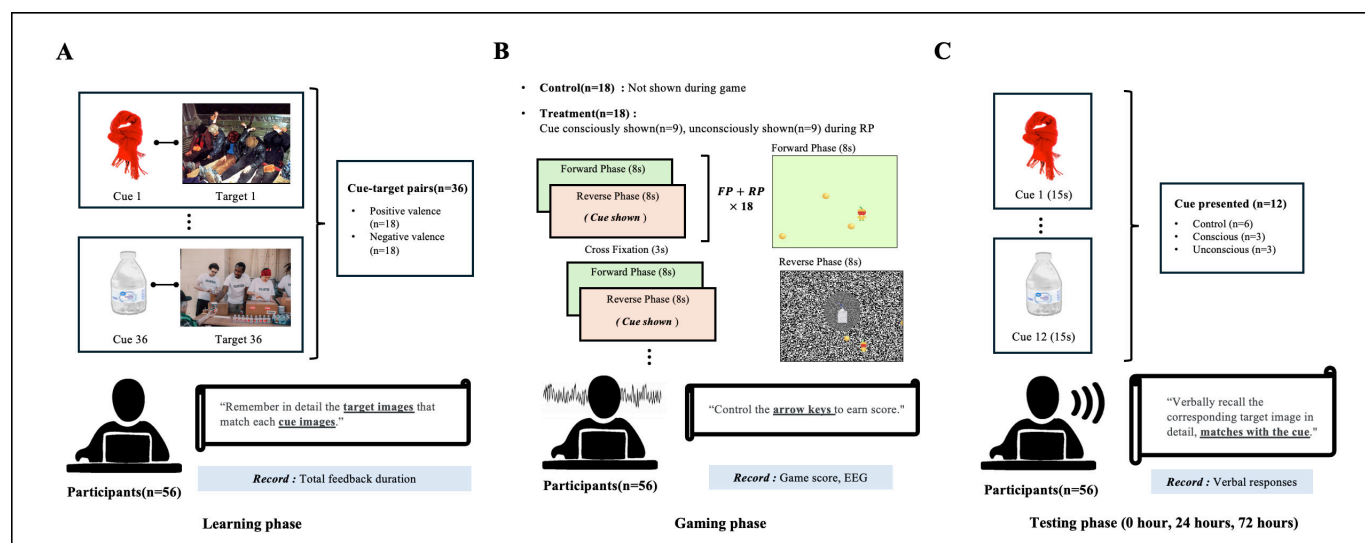 A
Cue 1
Target 1
Cue 36
Target 36
Cue-target pairs(n=36)
• Positive valence
(n=18)
• Negative valence
(n=18)
"Remember in detail the target images that
match each cue images."
Record : Total feedback duration
Participants(n=56)
Learning phase
B
• Control(n=18) : Not shown during game
• Treatment(n=18) :
Cue consciously shown(n=9), unconsciously shown(n=9) during RP
Forward Phase (8s)
Reverse Phase (8s)
( Cue shown )
FP + RP
× 18
Cross Fixation (3s)
Forward Phase (8s)
Reverse Phase (8s)
( Cue shown )
Forward Phase (8s)
Reverse Phase (8s)
"Control the arrow keys to earn score."
Record : Game score, EEG
Participants(n=56)
Gaming phase
C
Cue 1 (15s)
Cue 12 (15s)
Cue presented (n=12)
• Control (n=6)
• Conscious (n=3)
• Unconscious (n=3)
"Verbally recall the
corresponding target image in
detail, matches with the cue."
Record : Verbal responses
Participants(n=56)
Testing phase (0 hour, 24 hours, 72 hours)